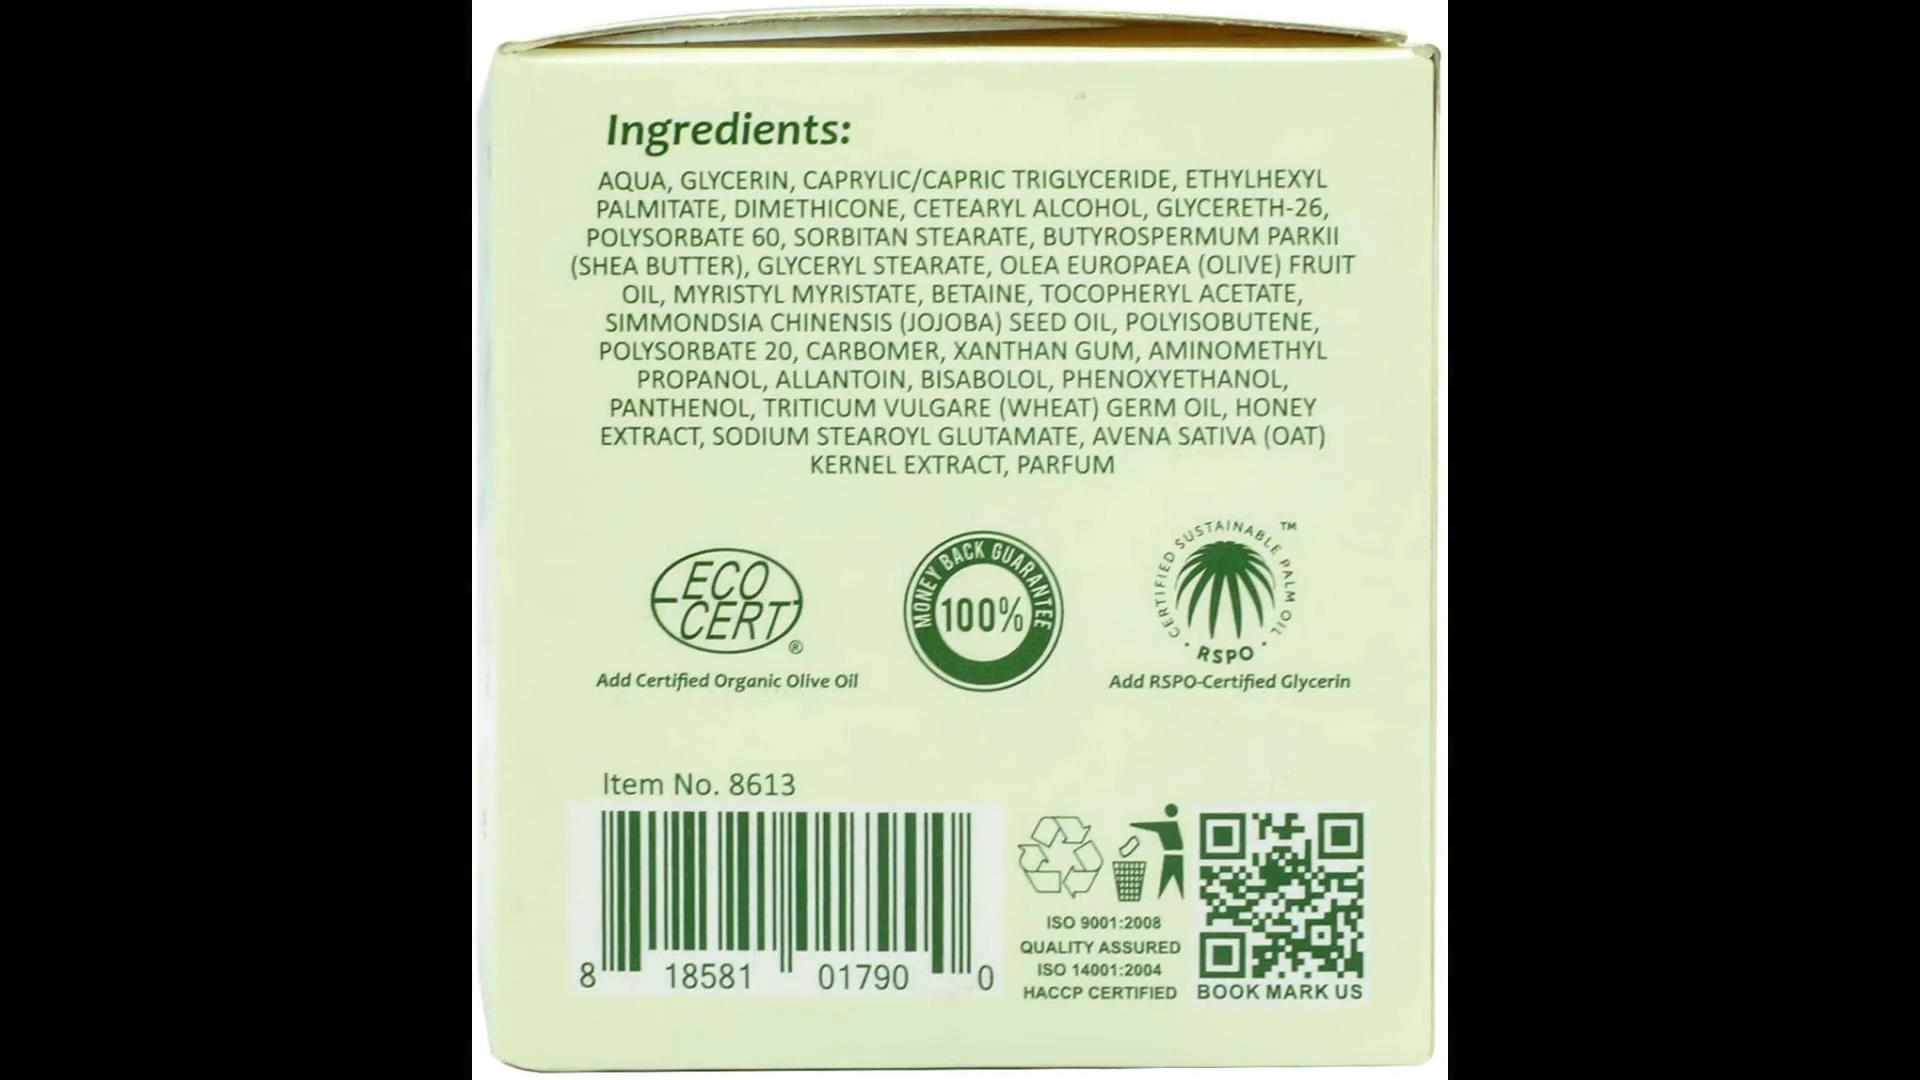 Ingredients:
AQUA, GLYCERIN, CAPRYLIC/CAPRIC TRIGLYCERIDE, ETHYLHEXYL
PALMITATE, DIMETHICONE, CETEARYL ALCOHOL, GLYCERETH-26,
POLYSORBATE 60, SORBITAN STEARATE, BUTYROSPERMUM PARKII
(SHEA BUTTER), GLYCERYL STEARATE, OLEA EUROPAEA (OLIVE) FRUIT
OIL, MYRISTYL MYRISTATE, BETAINE, TOCOPHERYL ACETATE,
SIMMONDSIA CHINENSIS (JOJOBA) SEED OIL, POLYISOBUTENE,
POLYSORBATE 20, CARBOMER, XANTHAN GUM, AMINOMETHYL
PROPANOL, ALLANTOIN, BISABOLOL, PHENOXYETHANOL,
PANTHENOL, TRITICUM VULGARE (WHEAT) GERM OIL, HONEY
EXTRACT, SODIUM STEAROYL GLUTAMATE, AVENA SATIVA (OAT)
KERNEL EXTRACT, PARFUM
ECO
CERT
®
Add Certified Organic Olive Oil
MONEY BACK GUARANTEE
100%
CERTIFIED SUSTAINABLE PALM OIL
TM
RSPO
Add RSPO-Certified Glycerin
Item No. 8613
8 18581 01790 0
ISO 9001:2008
QUALITY ASSURED
ISO 14001:2004
HACCP CERTIFIED
BOOK MARK US